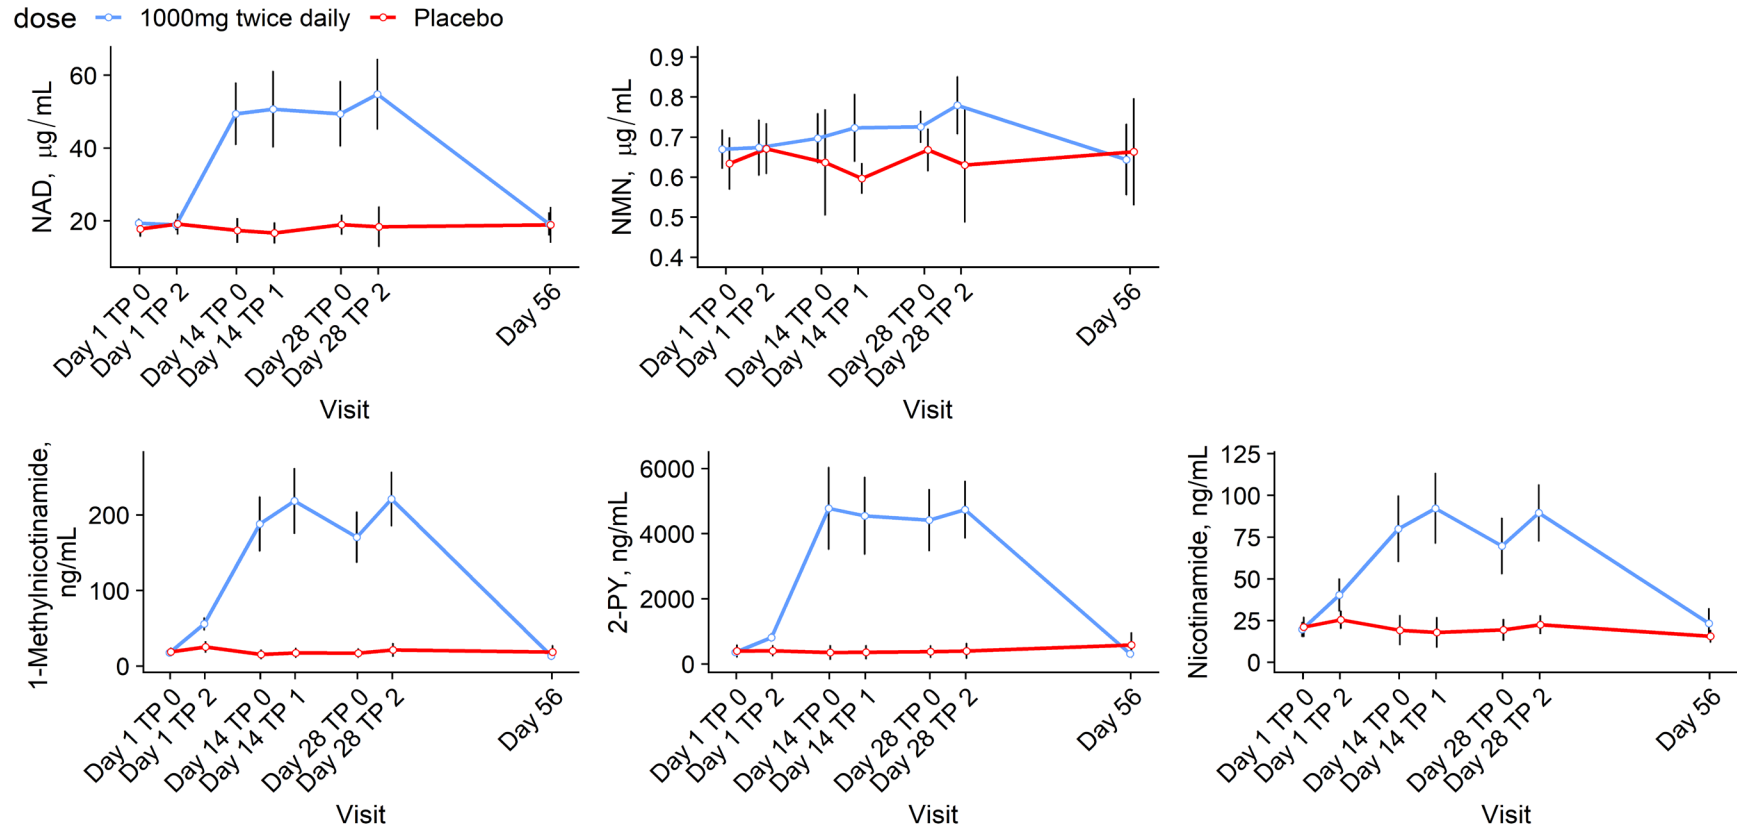 dose 1000mg twice daily Placebo
NAD, μg/mL
60
40
20
Day 1 TP 0
Day 1 TP 2
Day 14 TP 0
Day 14 TP 1
Day 28 TP 0
Day 28 TP 2
Day 56
Visit
NMN, μg/mL
0.9
0.8
0.7
0.6
0.5
0.4
Day 1 TP 0
Day 1 TP 2
Day 14 TP 0
Day 14 TP 1
Day 28 TP 0
Day 28 TP 2
Day 56
Visit
1-Methylnicotinamide,
ng/mL
200
100
0
Day 1 TP 0
Day 1 TP 2
Day 14 TP 0
Day 14 TP 1
Day 28 TP 0
Day 28 TP 2
Day 56
Visit
2-PY, ng/mL
6000
4000
2000
0
Day 1 TP 0
Day 1 TP 2
Day 14 TP 0
Day 14 TP 1
Day 28 TP 0
Day 28 TP 2
Day 56
Visit
Nicotinamide, ng/mL
125
100
75
50
25
0
Day 1 TP 0
Day 1 TP 2
Day 14 TP 0
Day 14 TP 1
Day 28 TP 0
Day 28 TP 2
Day 56
Visit